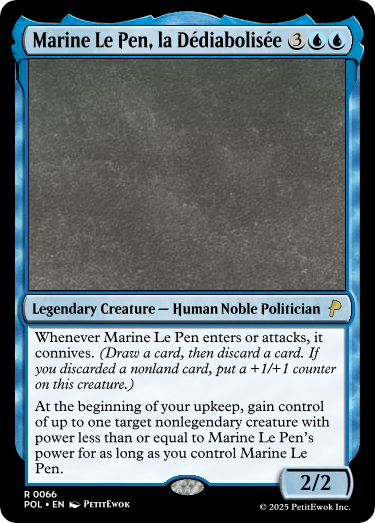 Marine Le Pen, la Dédiabolisée 3
Legendary Creature — Human Noble Politician
Whenever Marine Le Pen enters or attacks, it
connives. (Draw a card, then discard a card. If
you discarded a nonland card, put a +1/+1 counter
on this creature.)
At the beginning of your upkeep, gain control
of up to one target nonlegendary creature with
power less than or equal to Marine Le Pen's
power for as long as you control Marine Le
Pen.
2/2
R 0066
POL • EN PetitEwok
© 2025 PetitEwok Inc.